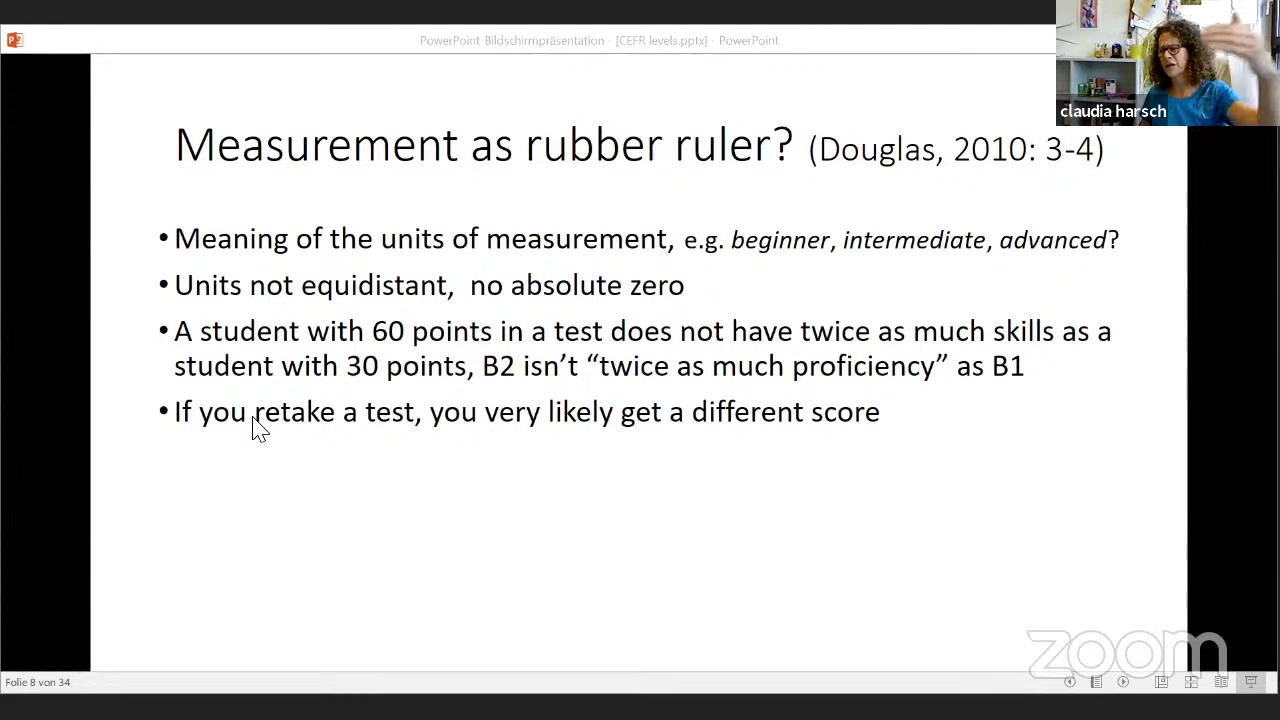 PowerPoint Bildschirmpräsentation - [CEFR levels.pptx] - PowerPoint
claudia harsch
Measurement as rubber ruler? (Douglas, 2010: 3-4)
• Meaning of the units of measurement, e.g. beginner, intermediate, advanced?
• Units not equidistant, no absolute zero
• A student with 60 points in a test does not have twice as much skills as a
student with 30 points, B2 isn't “twice as much proficiency” as B1
• If you retake a test, you very likely get a different score
zoom
Folie 8 von 34